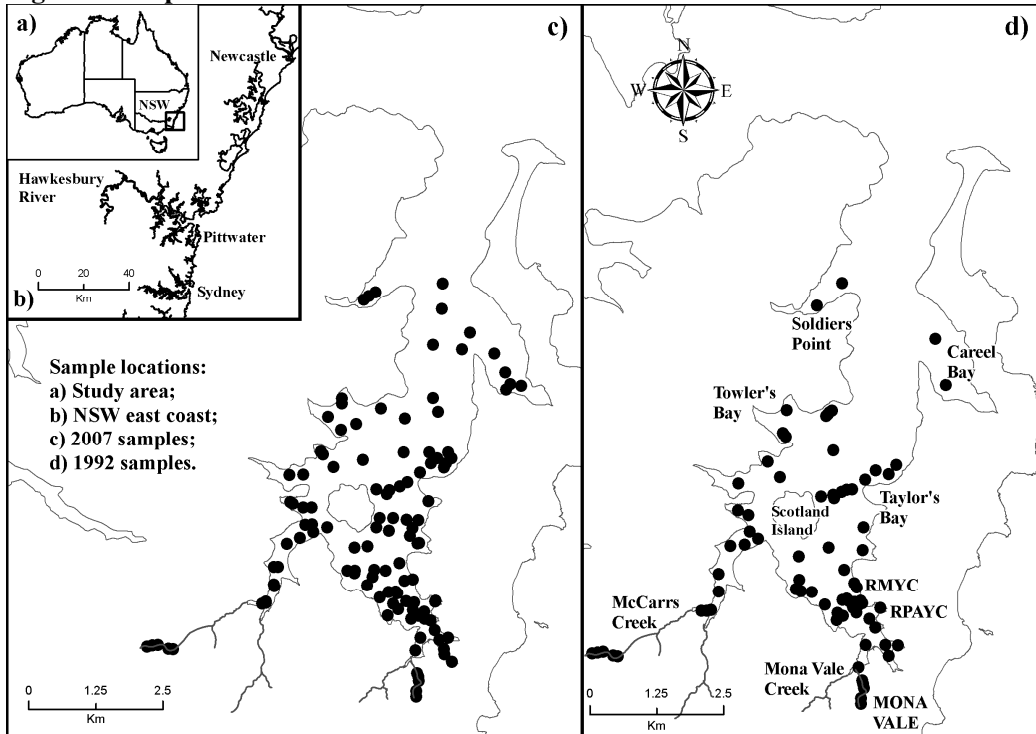 a)
NSW
Newcastle
Hawkesbury
River
Pittwater
0 20 40
Km
Sydney
b)
c)
Sample locations:
a) Study area;
b) NSW east coast;
c) 2007 samples;
d) 1992 samples.
0 1.25 2.5
Km
d)
N
W E
S
Soldiers
Point
Careel
Bay
Towler's
Bay
Scotland
Island
Taylor's
Bay
RMYC
RPAYC
McCarrs
Creek
Mona Vale
Creek
MONA
VALE
0 1.25 2.5
Km